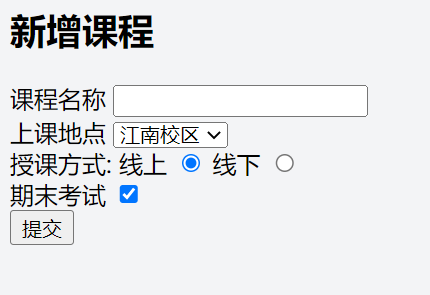 新增课程
课程名称
上课地点 江南校区
授课方式: 线上 线下
期末考试
提交